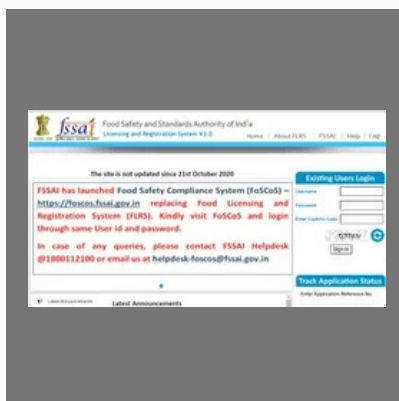 fssai
Food Safety and Standards Authority of India
Licensing and Registration System V1.0
Home | About FLRS | FSSAI | Help | FAQ
The site is not updated since 21st October 2020
FSSAI has launched Food Safety Compliance System (FoSCoS) –
https://foscos.fssai.gov.in replacing Food Licensing and
Registration System (FLRS). Kindly visit FoSCoS and login
through same User id and password.
In case of any queries, please contact FSSAI Helpdesk
@1800112100 or email us at helpdesk-foscos@fssai.gov.in
Existing Users Login
Username
Password
Enter Captcha Code
Sign In
Track Application Status
Enter Application Reference No.
Latest Announcements
Latest Announcements